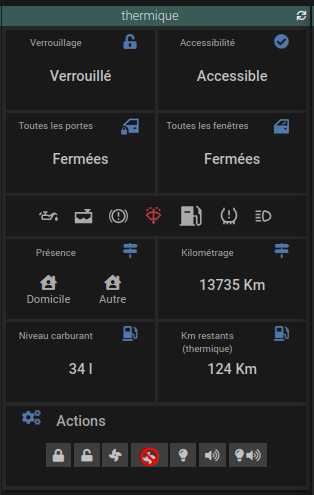 thermique
Verrouillage
Accessibilité
Verrouillé
Accessible
Toutes les portes
Toutes les fenêtres
Fermées
Fermées
Présence
Kilométrage
Domicile
Autre
13735 Km
Niveau carburant
Km restants
(thermique)
34 l
124 Km
Actions